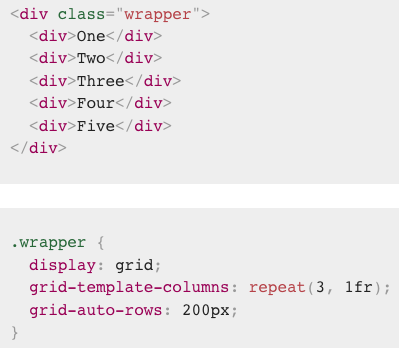 <div class="wrapper">
  <div>One</div>
  <div>Two</div>
  <div>Three</div>
  <div>Four</div>
  <div>Five</div>
</div>
.wrapper {
  display: grid;
  grid-template-columns: repeat(3, 1fr);
  grid-auto-rows: 200px;
}